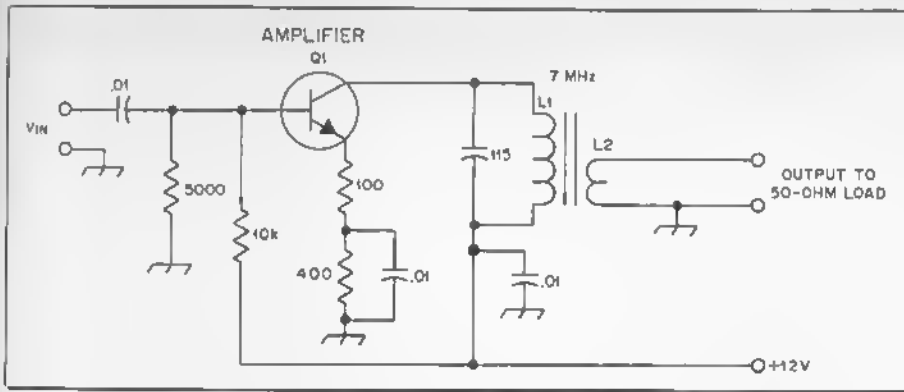 AMPLIFIER
Q1
.01
VIN
5000
10k
100
400
.01
7 MHz
L1
115
L2
.01
OUTPUT TO
50-OHM LOAD
+12V